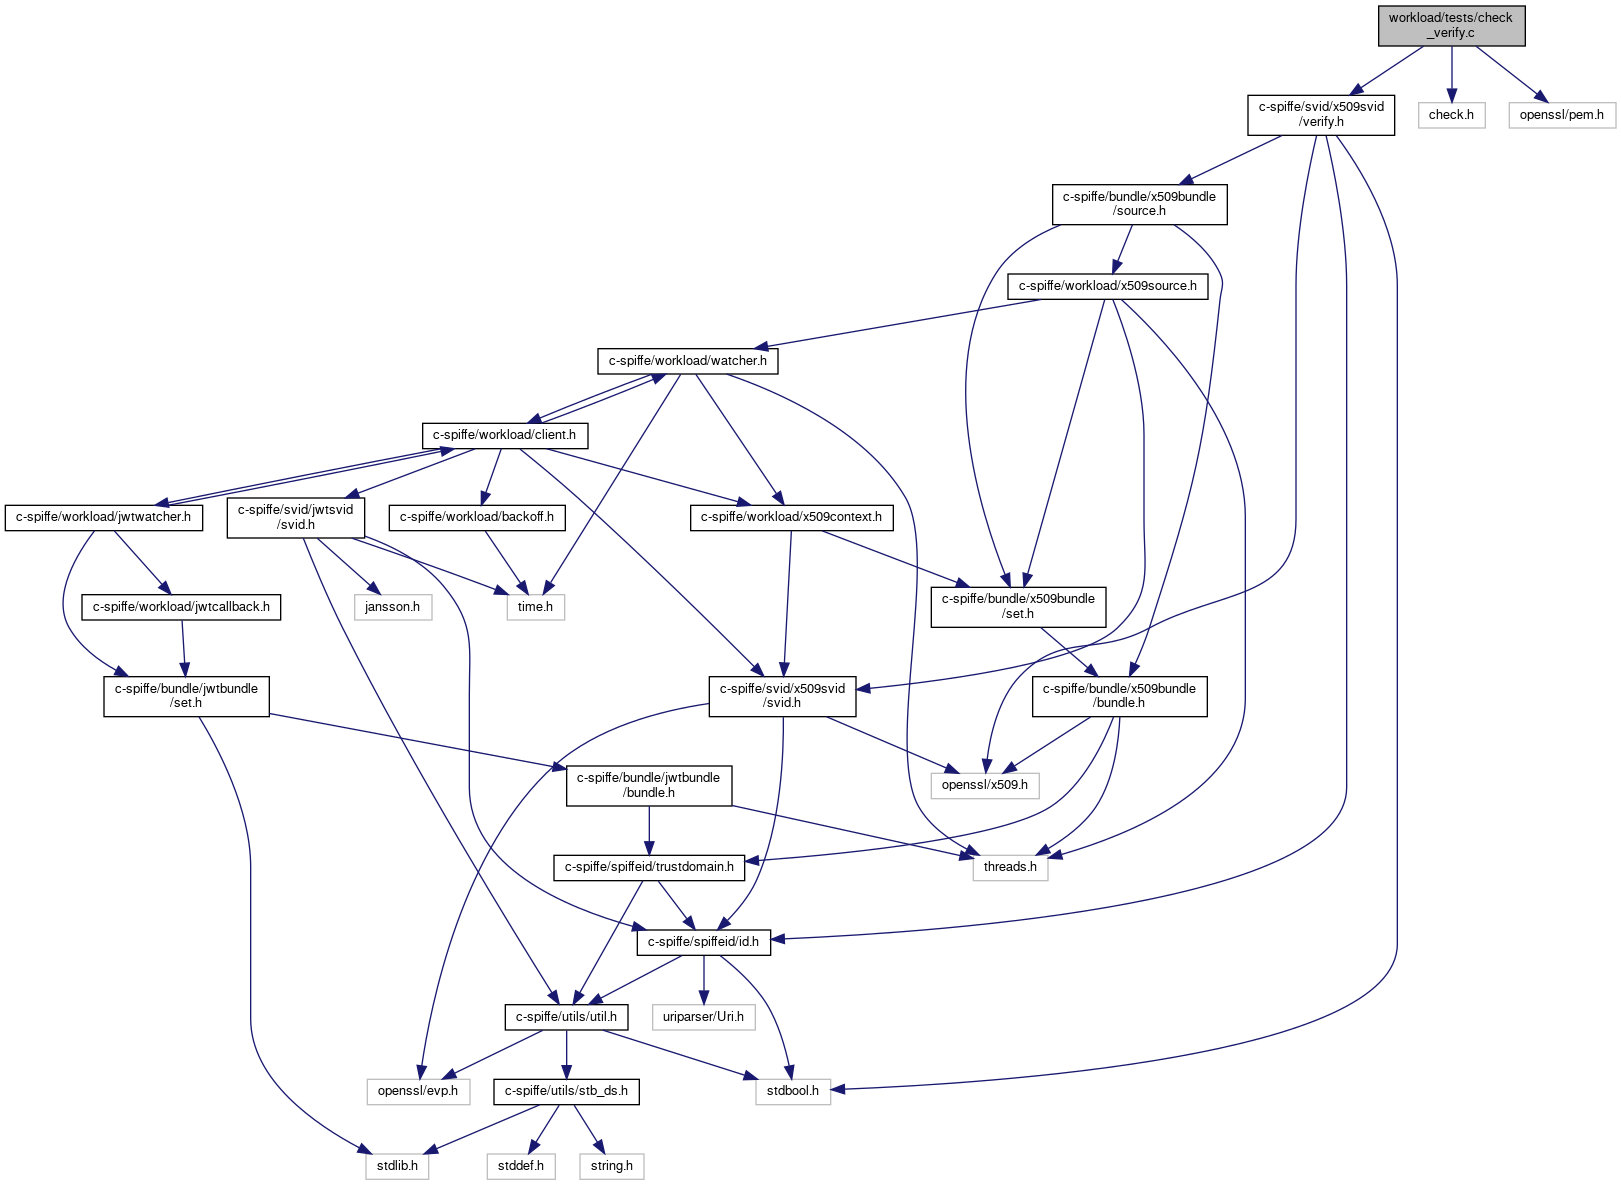 workload/tests/check
_verify.c
c-spiffe/svid/x509svid
/verify.h
check.h
openssl/pem.h
c-spiffe/bundle/x509bundle
/source.h
c-spiffe/workload/x509source.h
c-spiffe/workload/watcher.h
c-spiffe/workload/client.h
c-spiffe/workload/jwtwatcher.h
c-spiffe/svid/jwtsvid
/svid.h
c-spiffe/workload/backoff.h
c-spiffe/workload/x509context.h
c-spiffe/workload/jwtcallback.h
jansson.h
time.h
c-spiffe/bundle/x509bundle
/set.h
c-spiffe/bundle/jwtbundle
/set.h
c-spiffe/svid/x509svid
/svid.h
c-spiffe/bundle/x509bundle
/bundle.h
c-spiffe/bundle/jwtbundle
/bundle.h
openssl/x509.h
c-spiffe/spiffeid/trustdomain.h
threads.h
c-spiffe/spiffeid/id.h
c-spiffe/utils/util.h
uriparser/Uri.h
openssl/evp.h
c-spiffe/utils/stb_ds.h
stdbool.h
stdlib.h
stddef.h
string.h